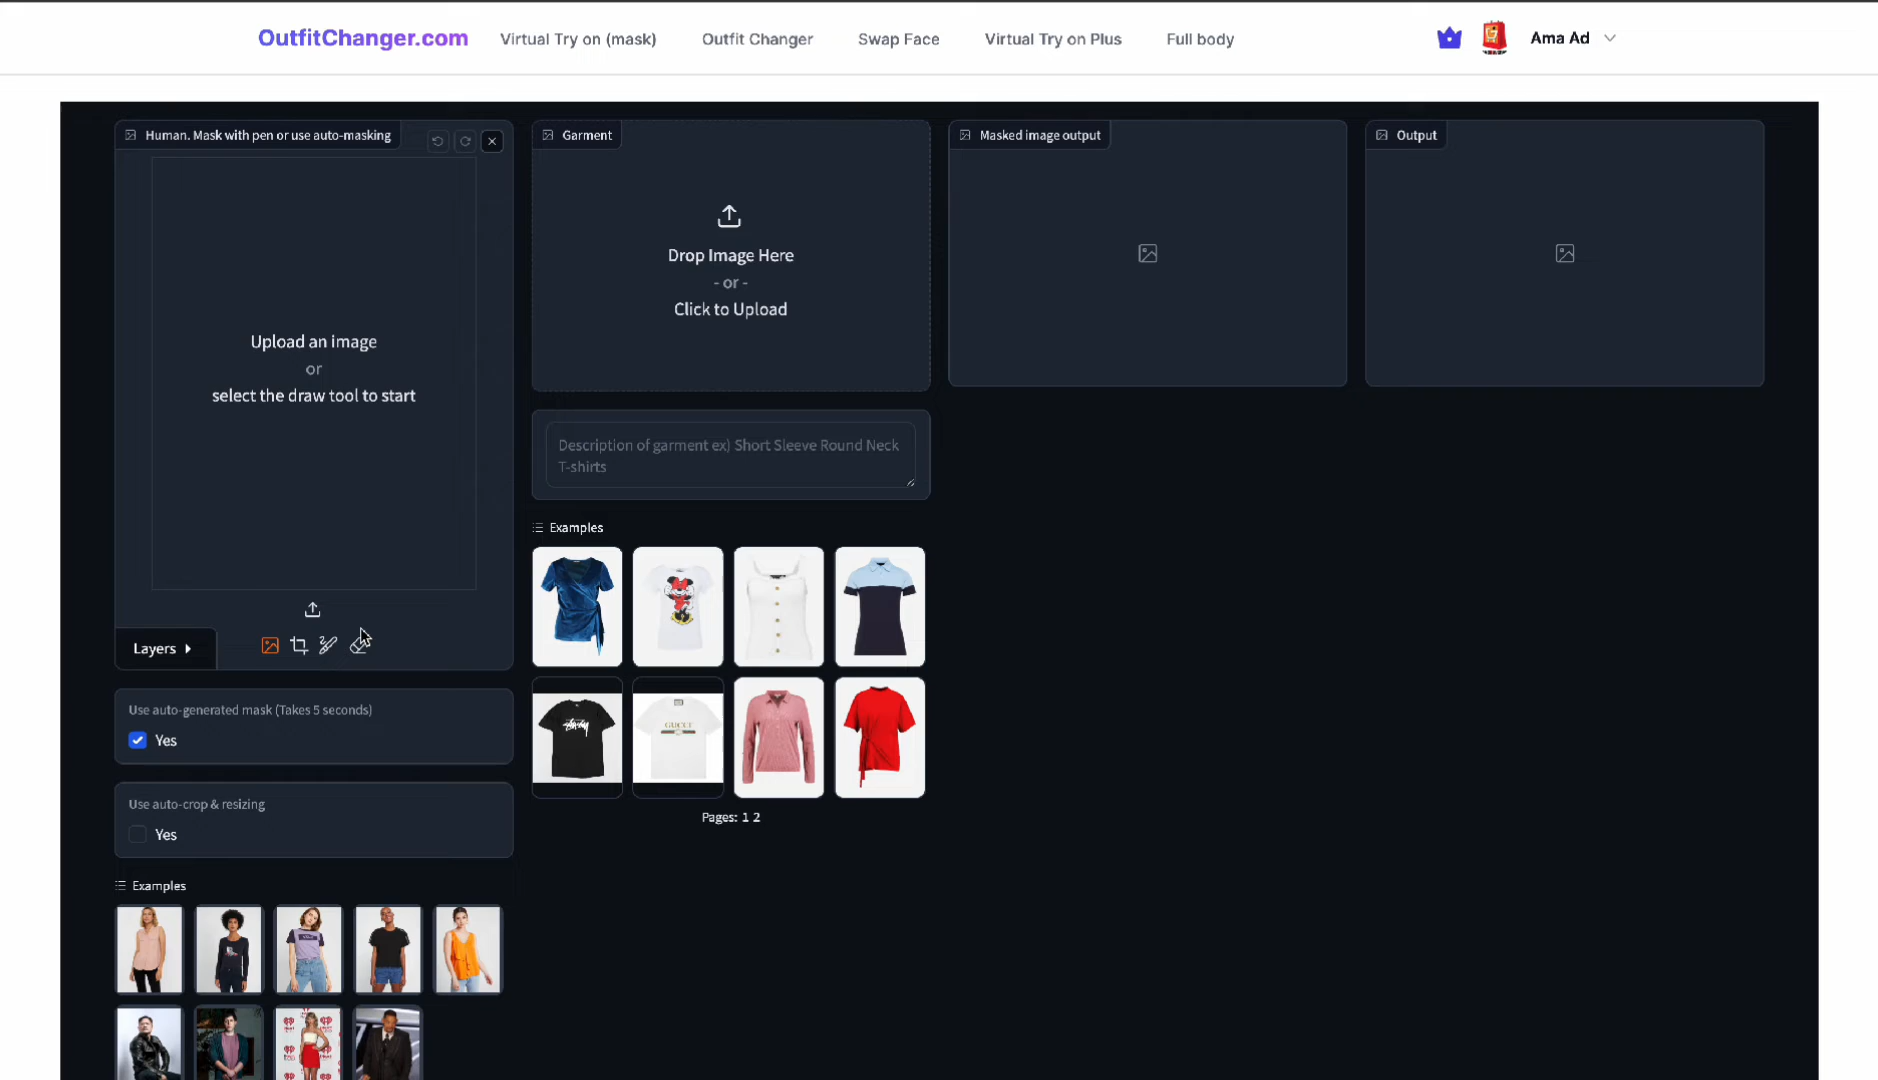 OutfitChanger.com
Virtual Try on (mask)
Outfit Changer
Swap Face
Virtual Try on Plus
Full body
Ama Ad
Human. Mask with pen or use auto-masking
Upload an image
or
select the draw tool to start
Layers
Use auto-generated mask (Takes 5 seconds)
Yes
Use auto-crop & resizing
Yes
Examples
Garment
Drop Image Here
- or -
Click to Upload
Description of garment ex) Short Sleeve Round Neck
T-shirts
Examples
GUCCI
Pages: 1 2
Masked image output
Output